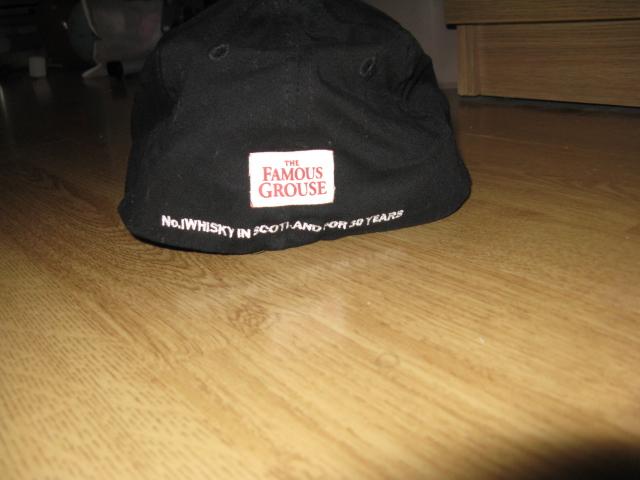 THE
FAMOUS
GROUSE
No.1WHISKY IN SCOTLAND FOR 30 YEARS